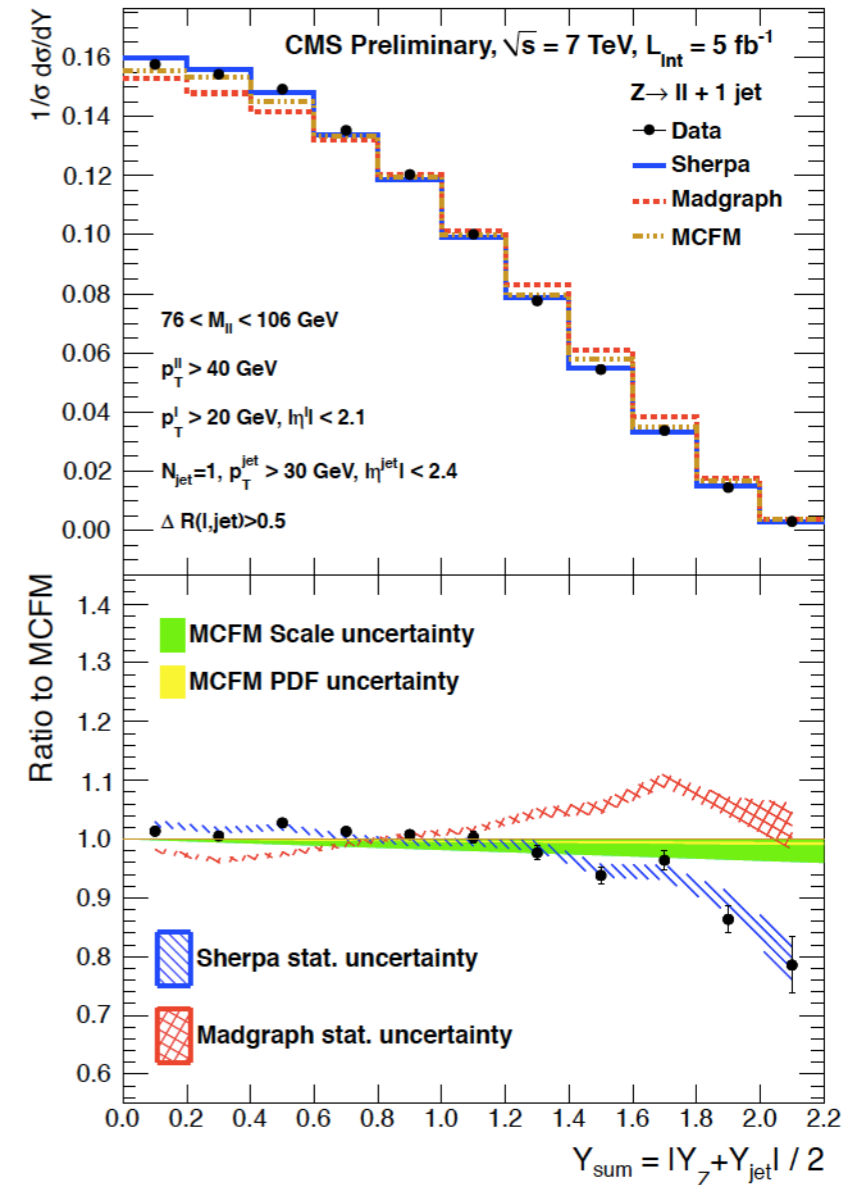 1/σ dσ/dY
0.16
0.14
0.12
0.10
0.08
0.06
0.04
0.02
0.00
CMS Preliminary, √s = 7 TeV, L_int = 5 fb⁻¹
Z→ ll + 1 jet
Data
Sherpa
Madgraph
MCFM
76 < M_ll < 106 GeV
p_T^ll > 40 GeV
p_T^l > 20 GeV, |η^l| < 2.1
N_jet=1, p_T^jet > 30 GeV, |η^jet| < 2.4
Δ R(l,jet)>0.5
Ratio to MCFM
1.4
1.3
1.2
1.1
1.0
0.9
0.8
0.7
0.6
MCFM Scale uncertainty
MCFM PDF uncertainty
Sherpa stat. uncertainty
Madgraph stat. uncertainty
0.0 0.2 0.4 0.6 0.8 1.0 1.2 1.4 1.6 1.8 2.0 2.2
Y_sum = |Y_Z+Y_jet| / 2